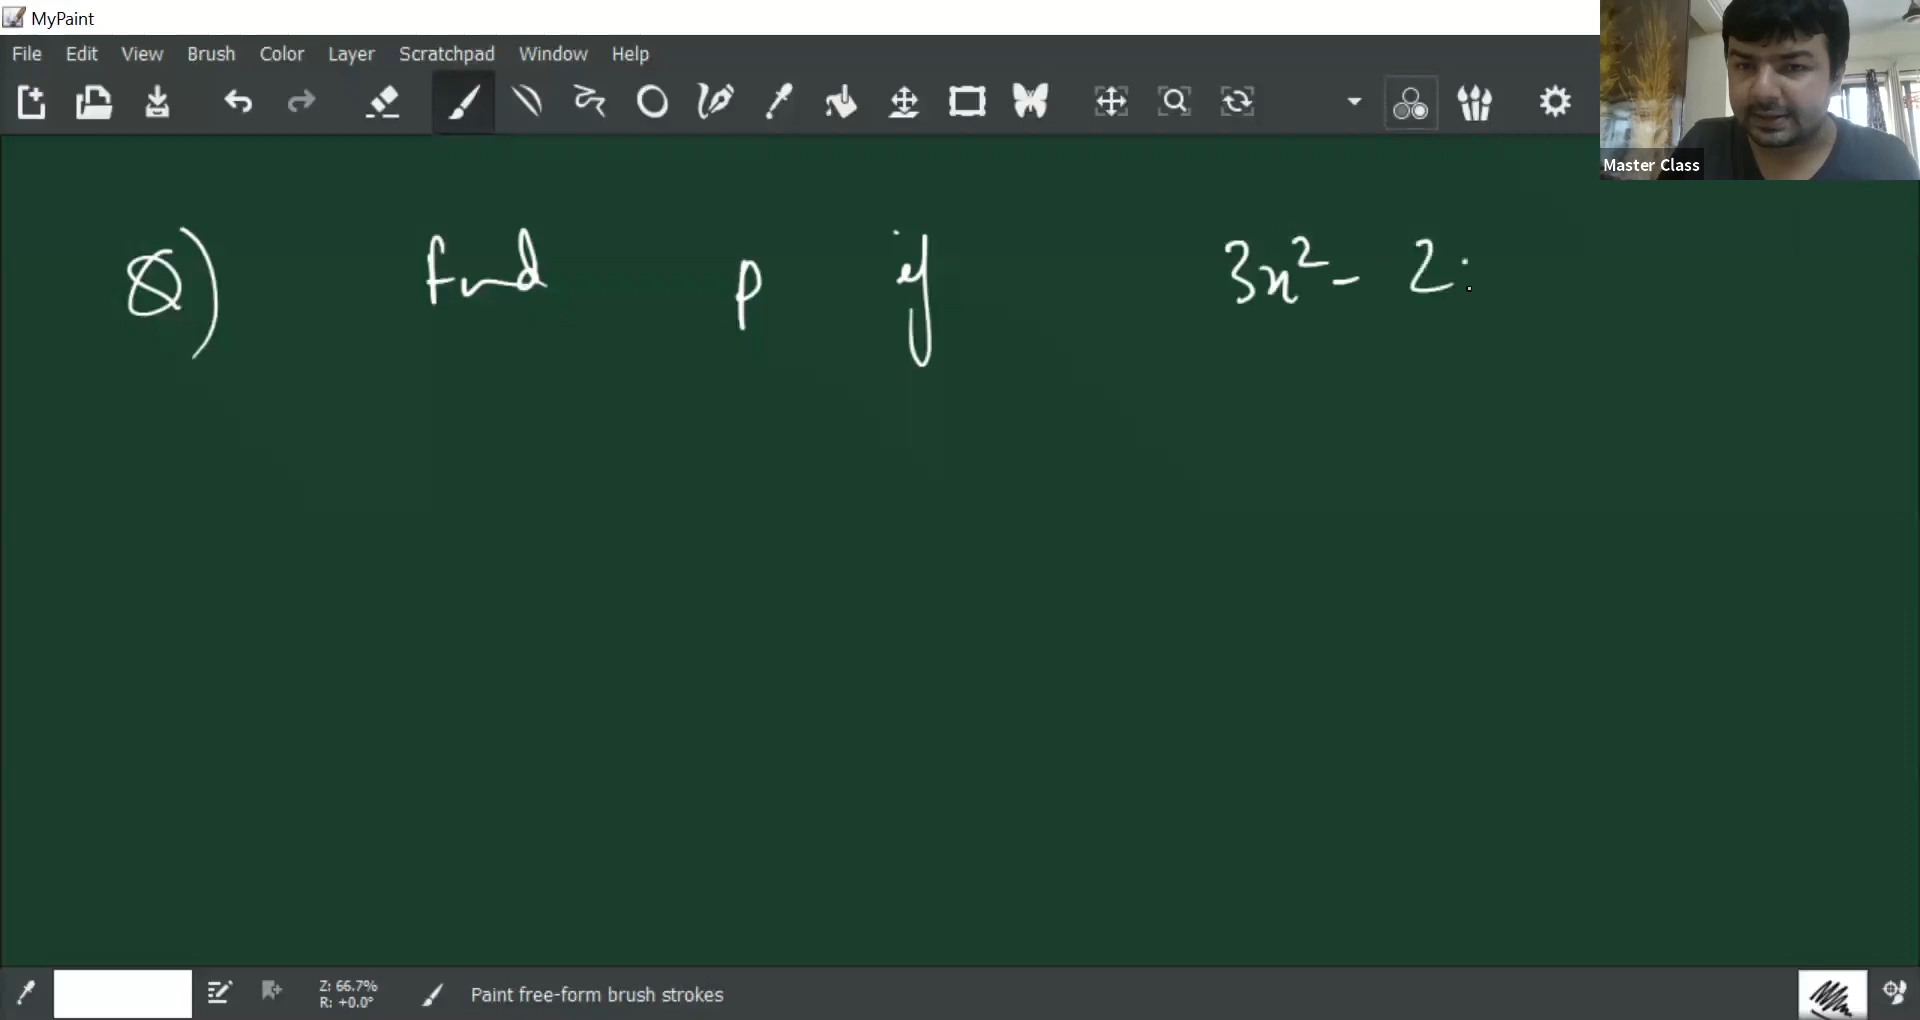 MyPaint
File Edit View Brush Color Layer Scratchpad Window Help
Master Class
Q) find p if 3x² - 2
Z: 66.7%
R: +0.0°
Paint free-form brush strokes